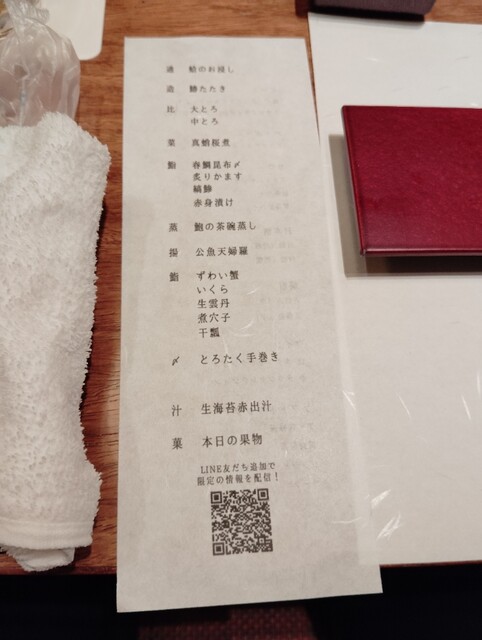 通 蛤のお浸し
造 鰆たたき
比 大とろ
中とろ
菜 真蛸桜煮
鮨 春鯛昆布〆
炙りかます
縞鯵
赤身漬け
蒸 鮑の茶碗蒸し
揚 公魚天婦羅
鮨 ずわい蟹
いくら
生雲丹
煮穴子
干瓢
〆 とろたく手巻き
汁 生海苔赤出汁
菓 本日の果物
LINE友だち追加で
限定の情報を配信!